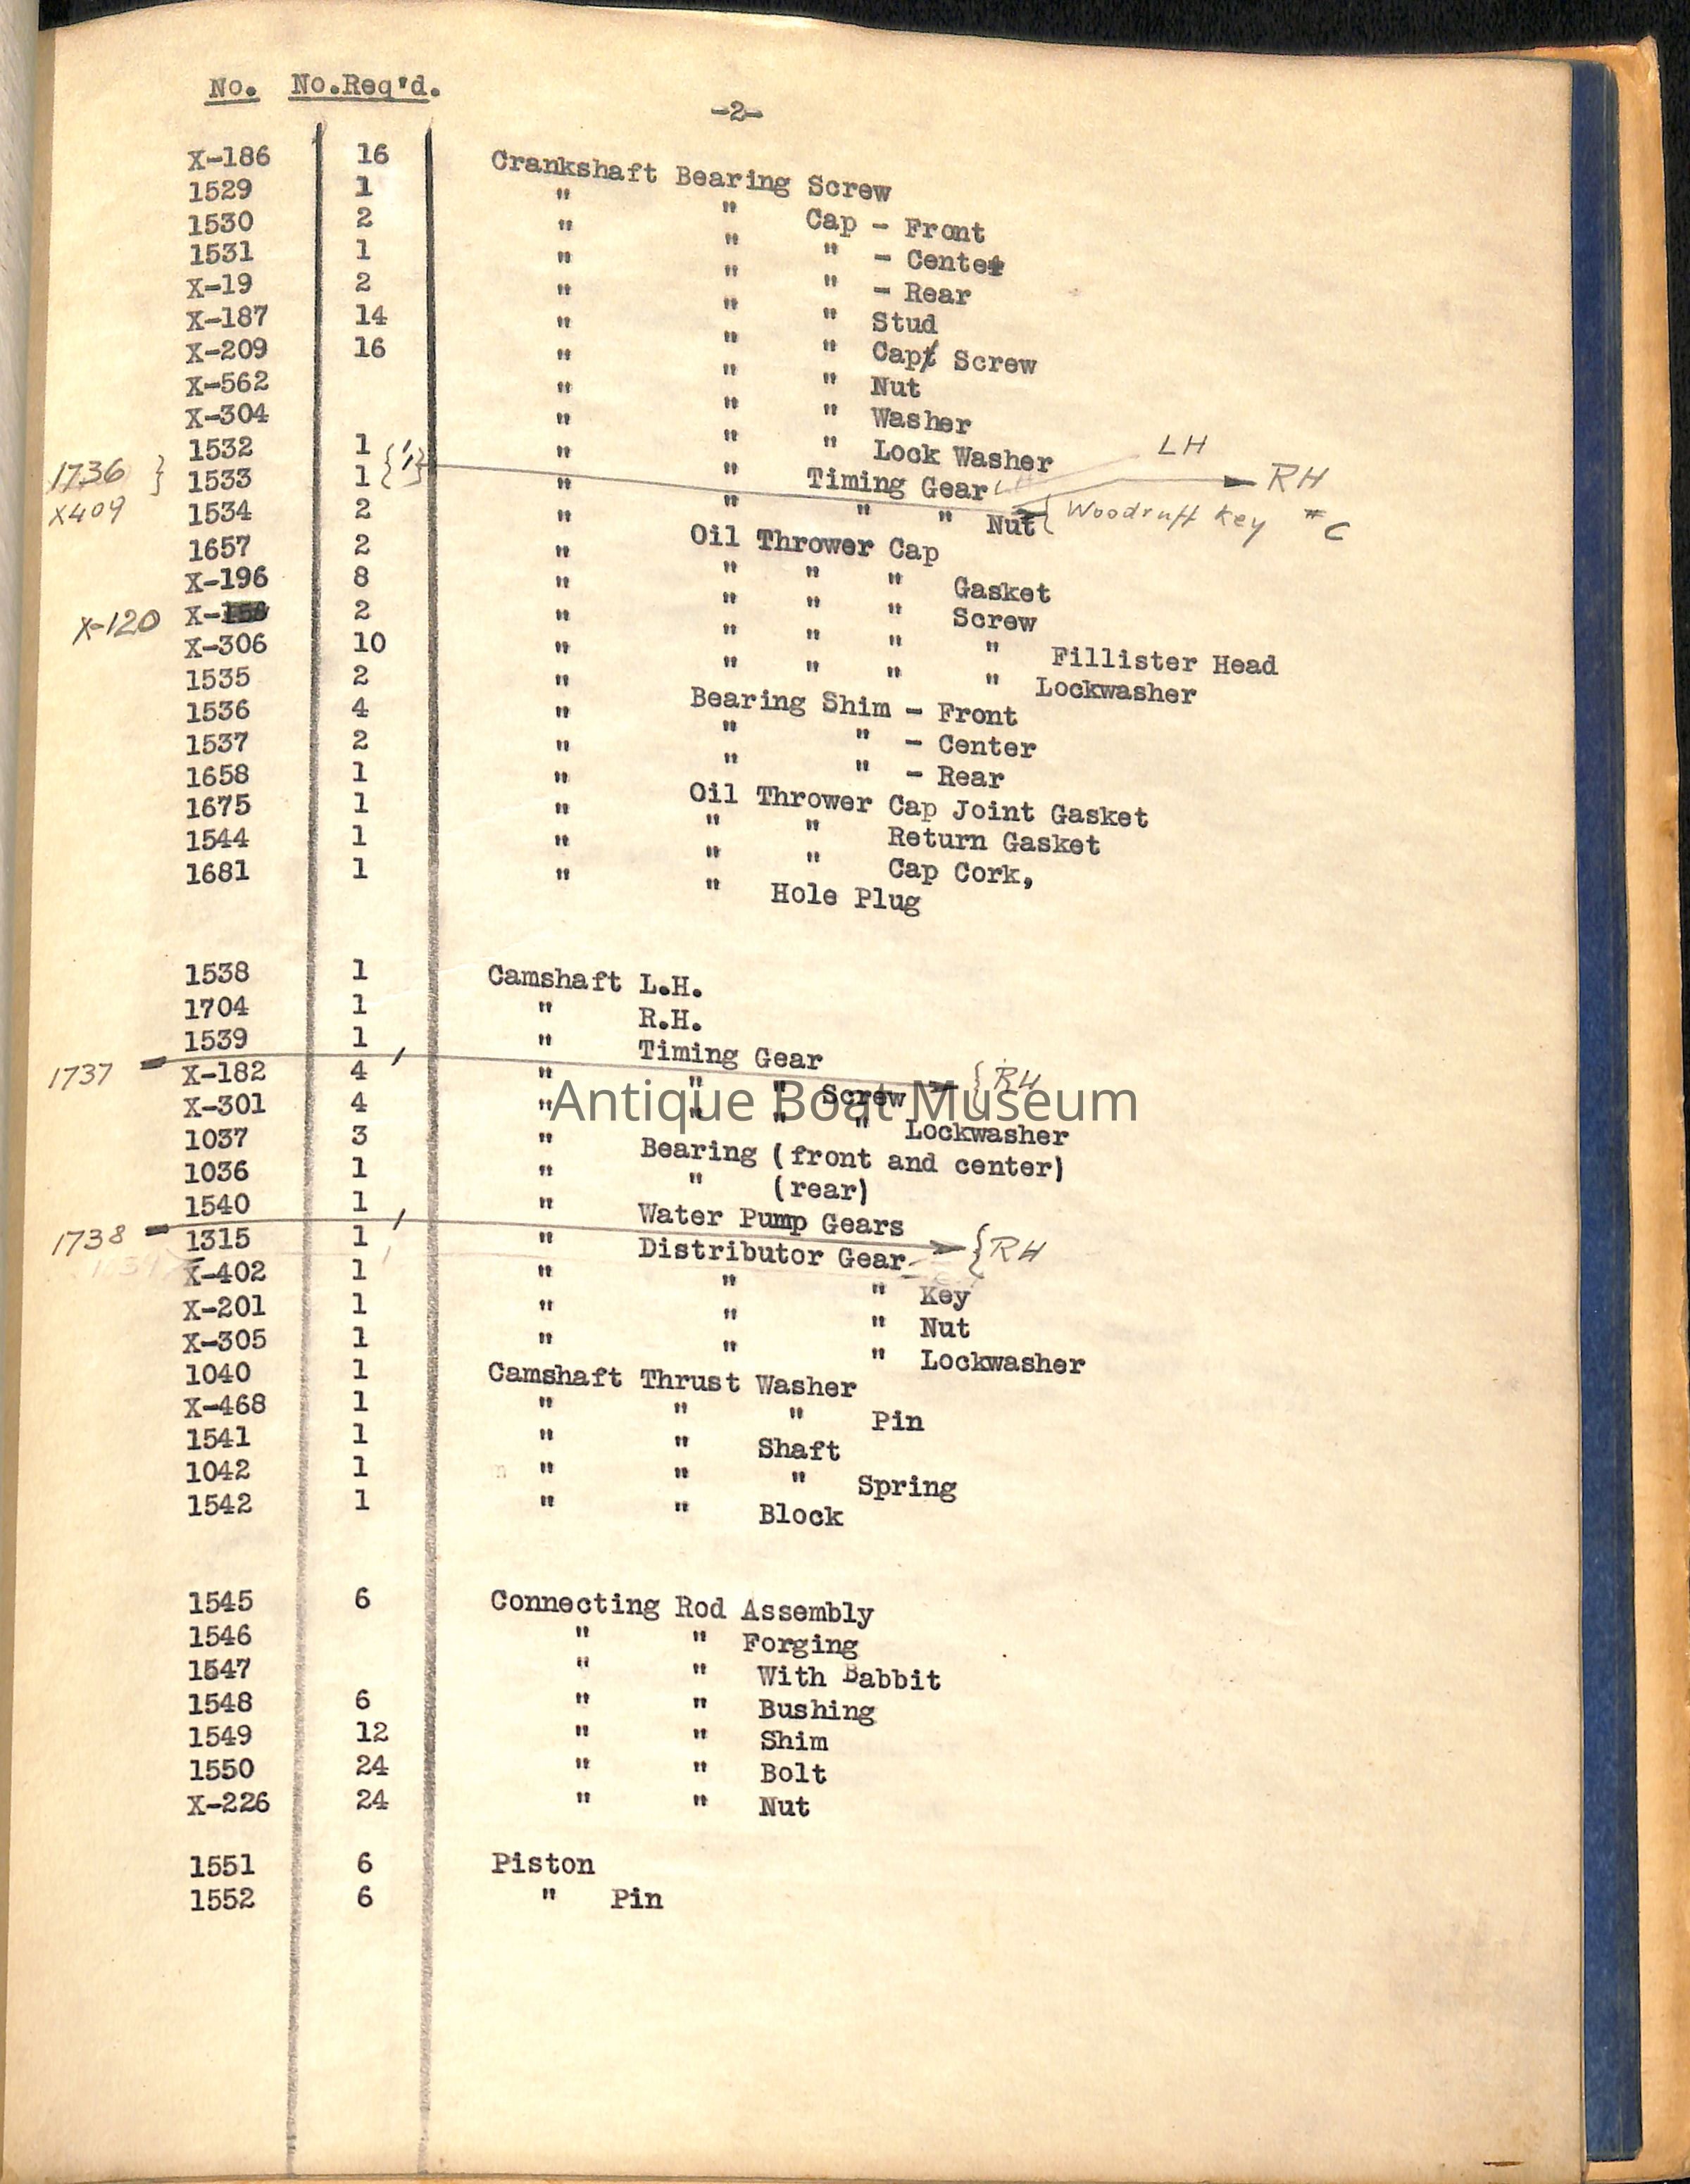 No. No.Req'd.
-2-
X-186 16 Crankshaft Bearing Screw
1529 1 " " Cap - Front
1530 2 " " " - Center
1531 1 " " " - Rear
X-19 2 " " " Stud
X-187 14 " " " Cap Screw
X-209 16 " " " Nut
X-562 " " " Washer
X-304 " " " Lock Washer
LH
1532 1 " " Timing Gear
RH
1736 } 1533 1 " " " " Nut
X409
{ Woodruff Key #C
1534 2 " Oil Thrower Cap
1657 2 " " " " Gasket
X-196 8 " " " " Screw
X-120 X- 2 " " " " " Fillister Head
X-306 10 " " " " " Lockwasher
1535 2 " Bearing Shim - Front
1536 4 " " " - Center
1537 2 " " " - Rear
1658 1 " Oil Thrower Cap Joint Gasket
1675 1 " " " Return Gasket
1544 1 " " " Cap Cork,
1681 1 " " Hole Plug
1538 1 Camshaft L.H.
1704 1 " R.H.
1539 1 " Timing Gear
1737 { RH
X-182 4 " " " Screw
Antique Boat Museum
X-301 4 " " " " Lockwasher
1037 3 " Bearing (front and center)
1036 1 " " (rear)
1540 1 " Water Pump Gears
1738 { RH
1315 1 " Distributor Gear
X-402 1 " " " Key
X-201 1 " " " Nut
X-305 1 " " " Lockwasher
1040 1 Camshaft Thrust Washer
X-468 1 " " " Pin
1541 1 " " Shaft
1042 1 " " " Spring
1542 1 " " Block
1545 6 Connecting Rod Assembly
1546 " " Forging
1547 " " With Babbit
1548 6 " " Bushing
1549 12 " " Shim
1550 24 " " Bolt
X-226 24 " " Nut
1551 6 Piston
1552 6 " Pin